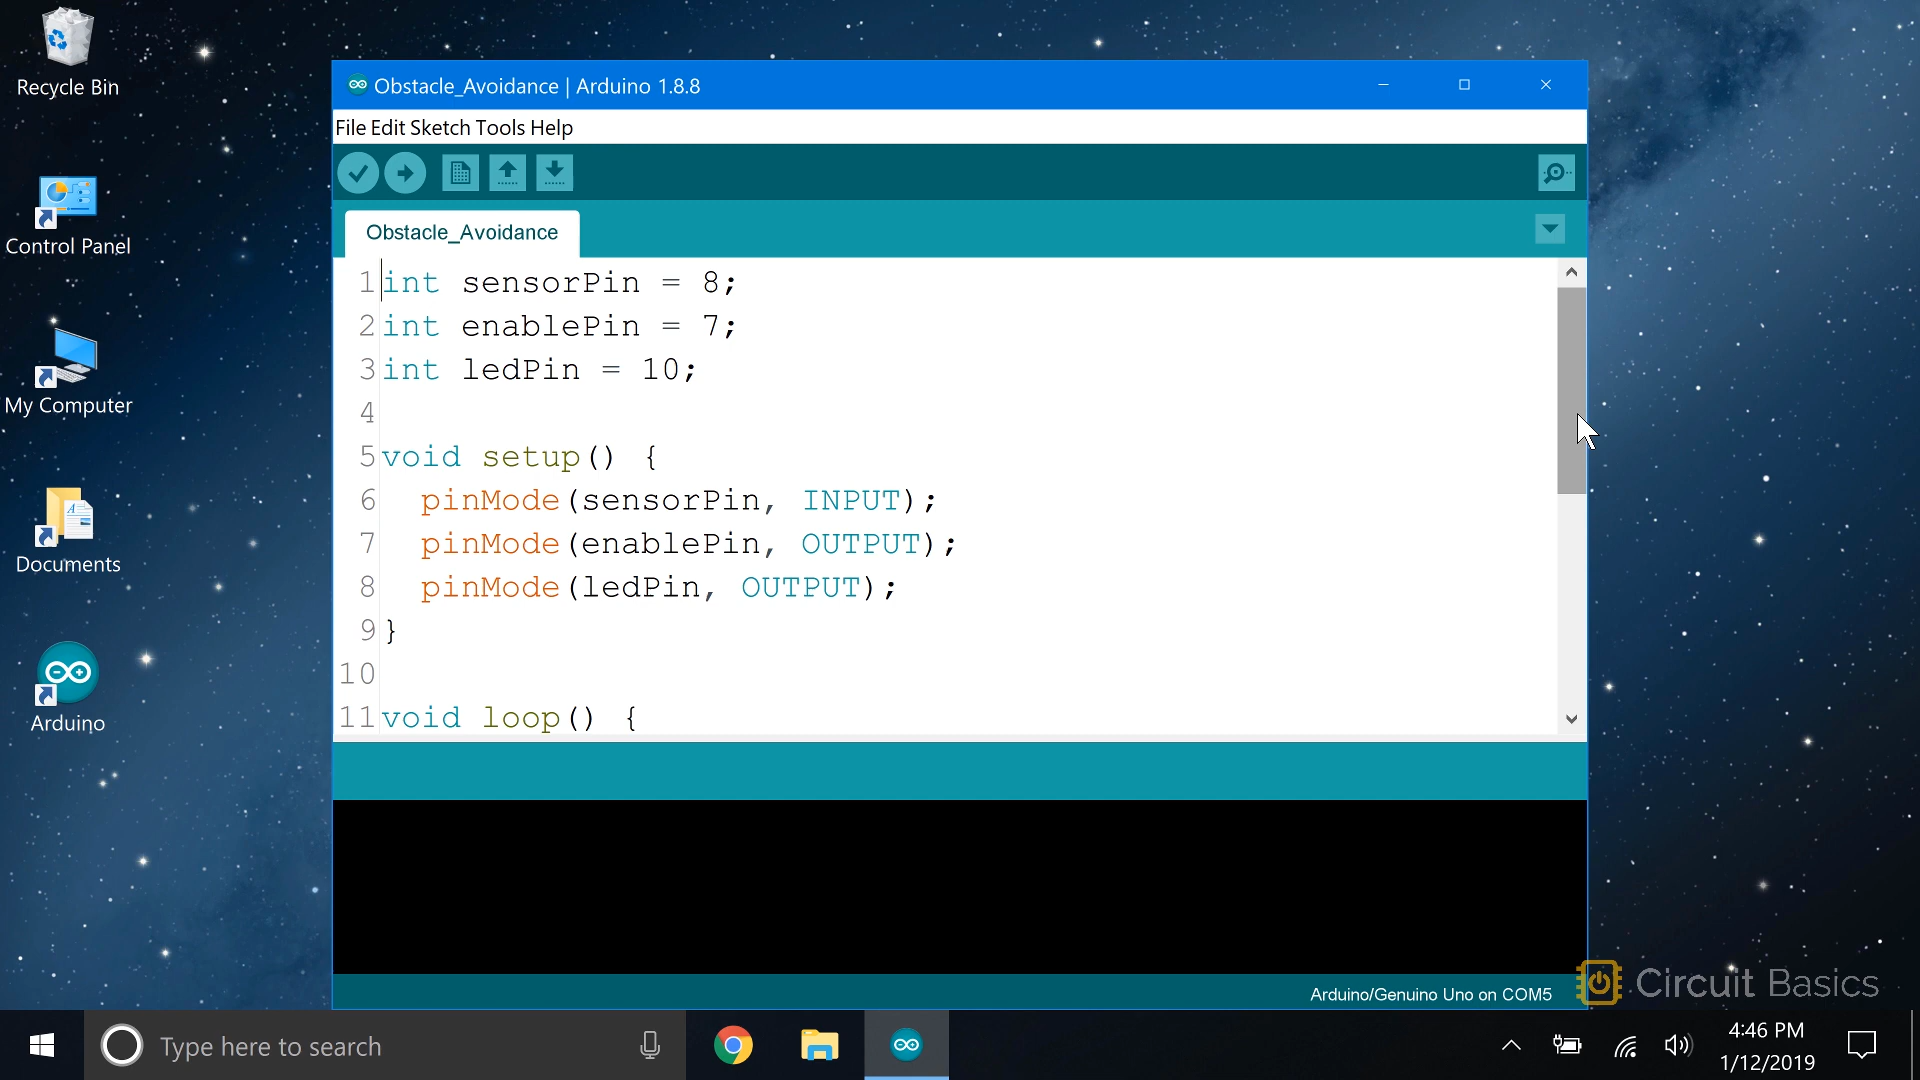 Recycle Bin
Control Panel
My Computer
Documents
Arduino
Obstacle_Avoidance | Arduino 1.8.8
File Edit Sketch Tools Help
Obstacle_Avoidance
1 int sensorPin = 8;
2 int enablePin = 7;
3 int ledPin = 10;
4
5 void setup() {
6   pinMode(sensorPin, INPUT);
7   pinMode(enablePin, OUTPUT);
8   pinMode(ledPin, OUTPUT);
9 }
10
11 void loop() {
Arduino/Genuino Uno on COM5
Circuit Basics
Type here to search
4:46 PM
1/12/2019